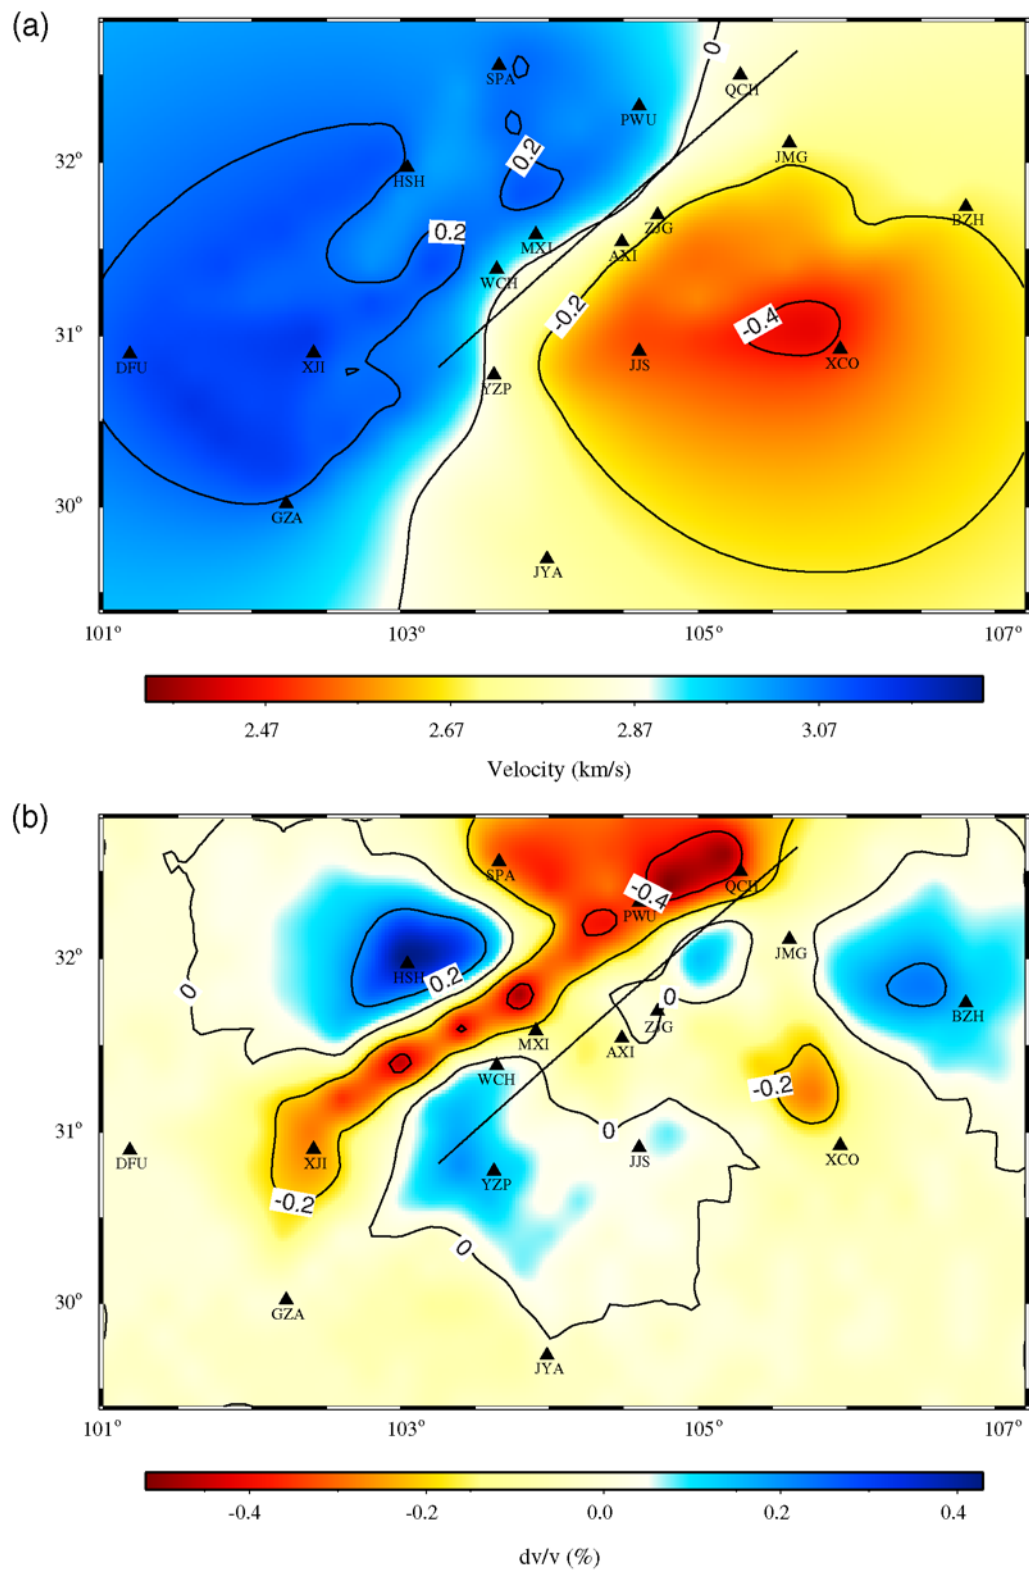 (a)
0
SPA
QCH
PWU
32°
0.2
JMG
HSH
BZH
0.2
ZJG
MXI
AXI
WCH
-0.2
31°
-0.4
DFU
XJI
JJS
XCO
YZP
30°
GZA
JYA
101°
103°
105°
107°
2.47
2.67
2.87
3.07
Velocity (km/s)
(b)
SPA
QCH
-0.4
PWU
32°
JMG
HSH
0.2
0
0
BZH
ZJG
MXI
AXI
WCH
-0.2
31°
0
DFU
XJI
JJS
XCO
YZP
-0.2
0
30°
GZA
JYA
101°
103°
105°
107°
-0.4
-0.2
0.0
0.2
0.4
dv/v (%)